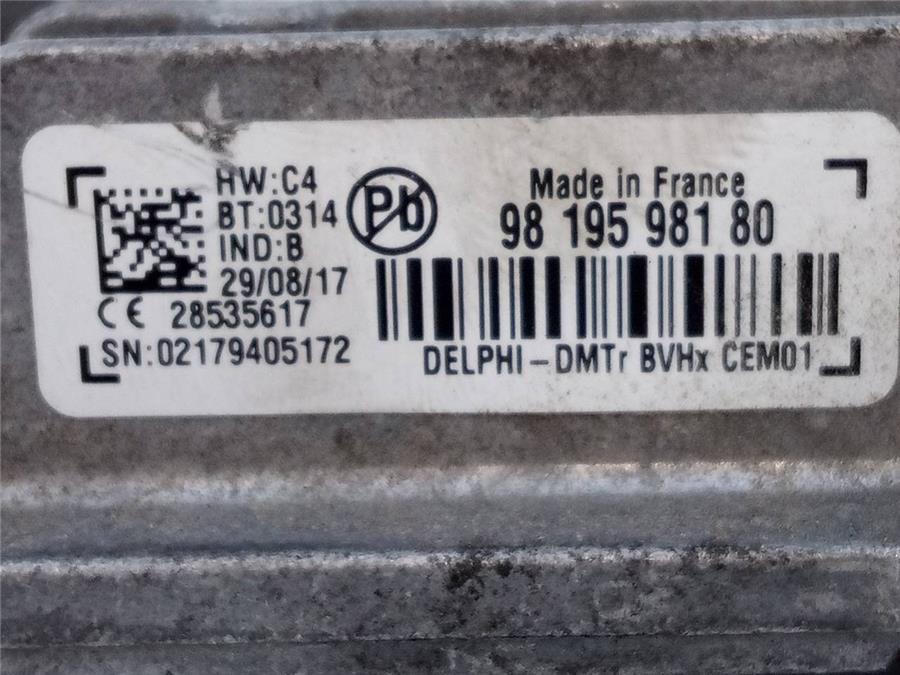 HW:C4
BT:0314
IND:B
29/08/17
CE 28535617
SN:02179405172
Pb
Made in France
98 195 981 80
DELPHI-DMTr BVHx CEM01